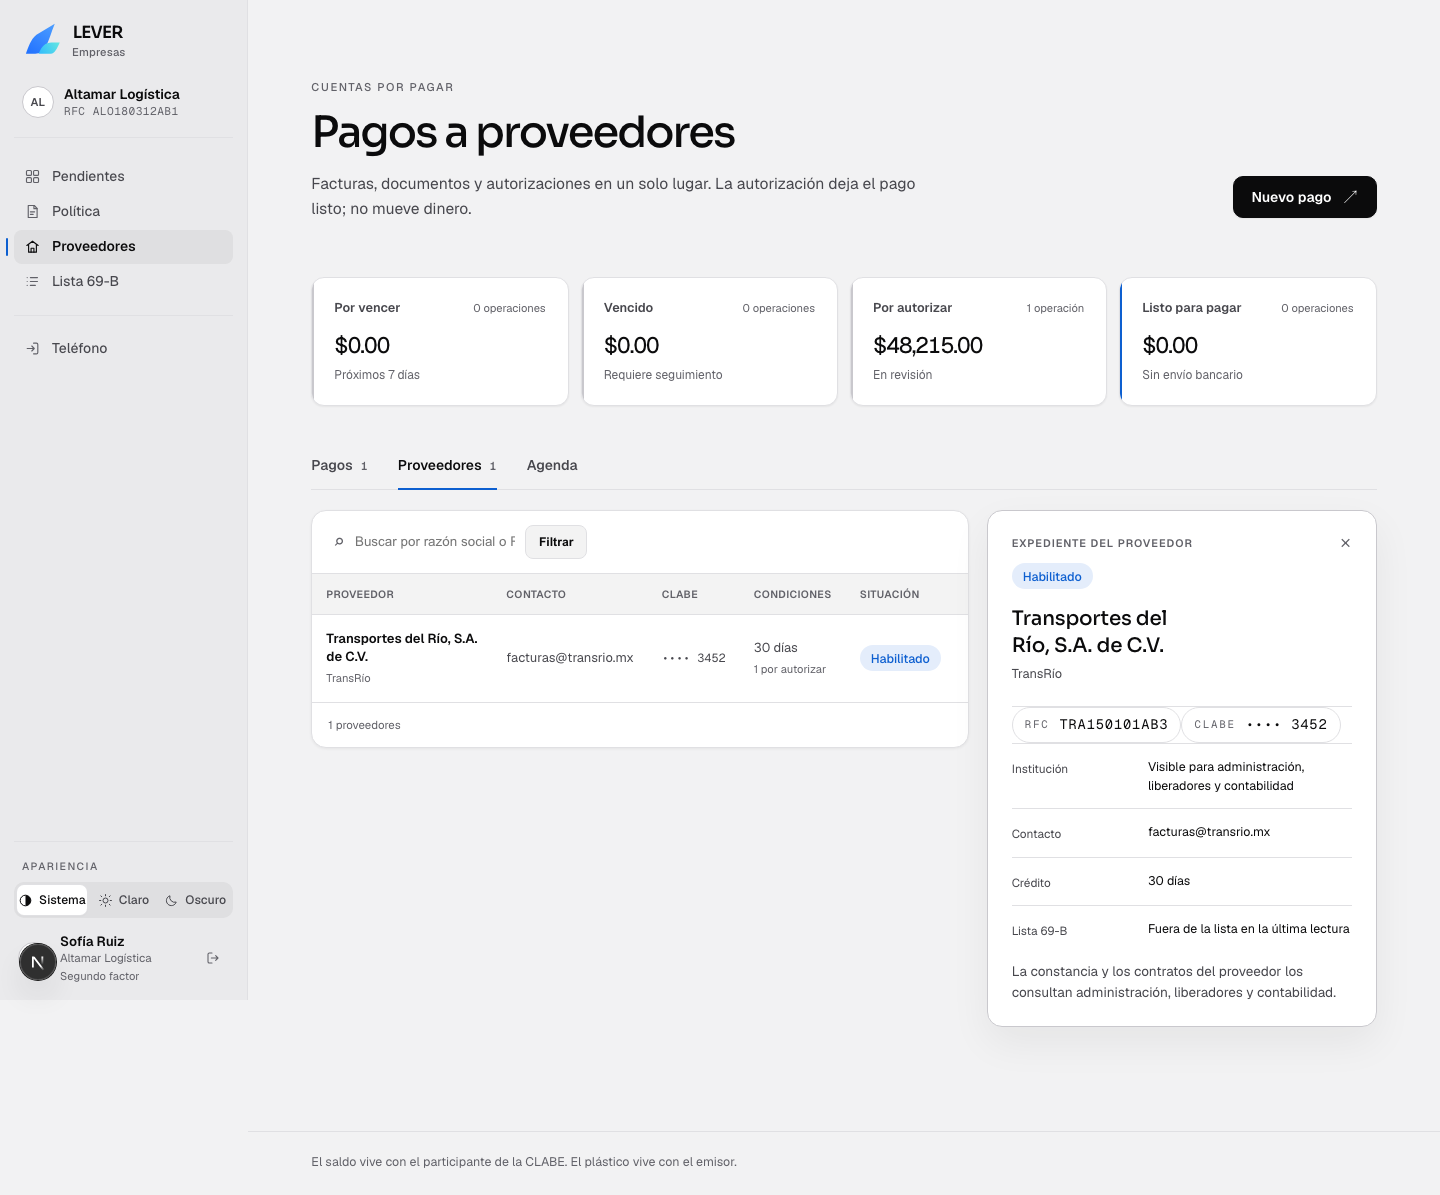 LEVER
Empresas
AL
Altamar Logística
RFC ALO180312AB1
Pendientes
Política
Proveedores
Lista 69-B
Teléfono
APARIENCIA
Sistema
Claro
Oscuro
N
Sofía Ruiz
Altamar Logística
Segundo factor
CUENTAS POR PAGAR
Pagos a proveedores
Facturas, documentos y autorizaciones en un solo lugar. La autorización deja el pago
listo; no mueve dinero.
Nuevo pago
Por vencer 0 operaciones
$0.00
Próximos 7 días
Vencido 0 operaciones
$0.00
Requiere seguimiento
Por autorizar 1 operación
$48,215.00
En revisión
Listo para pagar 0 operaciones
$0.00
Sin envío bancario
Pagos 1 Proveedores 1 Agenda
Buscar por razón social o Filtrar
PROVEEDOR CONTACTO CLABE CONDICIONES SITUACIÓN
Transportes del Río, S.A.
de C.V.
TransRío
facturas@transrio.mx
•••• 3452
30 días
1 por autorizar
Habilitado
1 proveedores
EXPEDIENTE DEL PROVEEDOR
Habilitado
Transportes del
Río, S.A. de C.V.
TransRío
RFC TRA150101AB3 CLABE •••• 3452
Institución Visible para administración,
liberadores y contabilidad
Contacto facturas@transrio.mx
Crédito 30 días
Lista 69-B Fuera de la lista en la última lectura
La constancia y los contratos del proveedor los
consultan administración, liberadores y contabilidad.
El saldo vive con el participante de la CLABE. El plástico vive con el emisor.